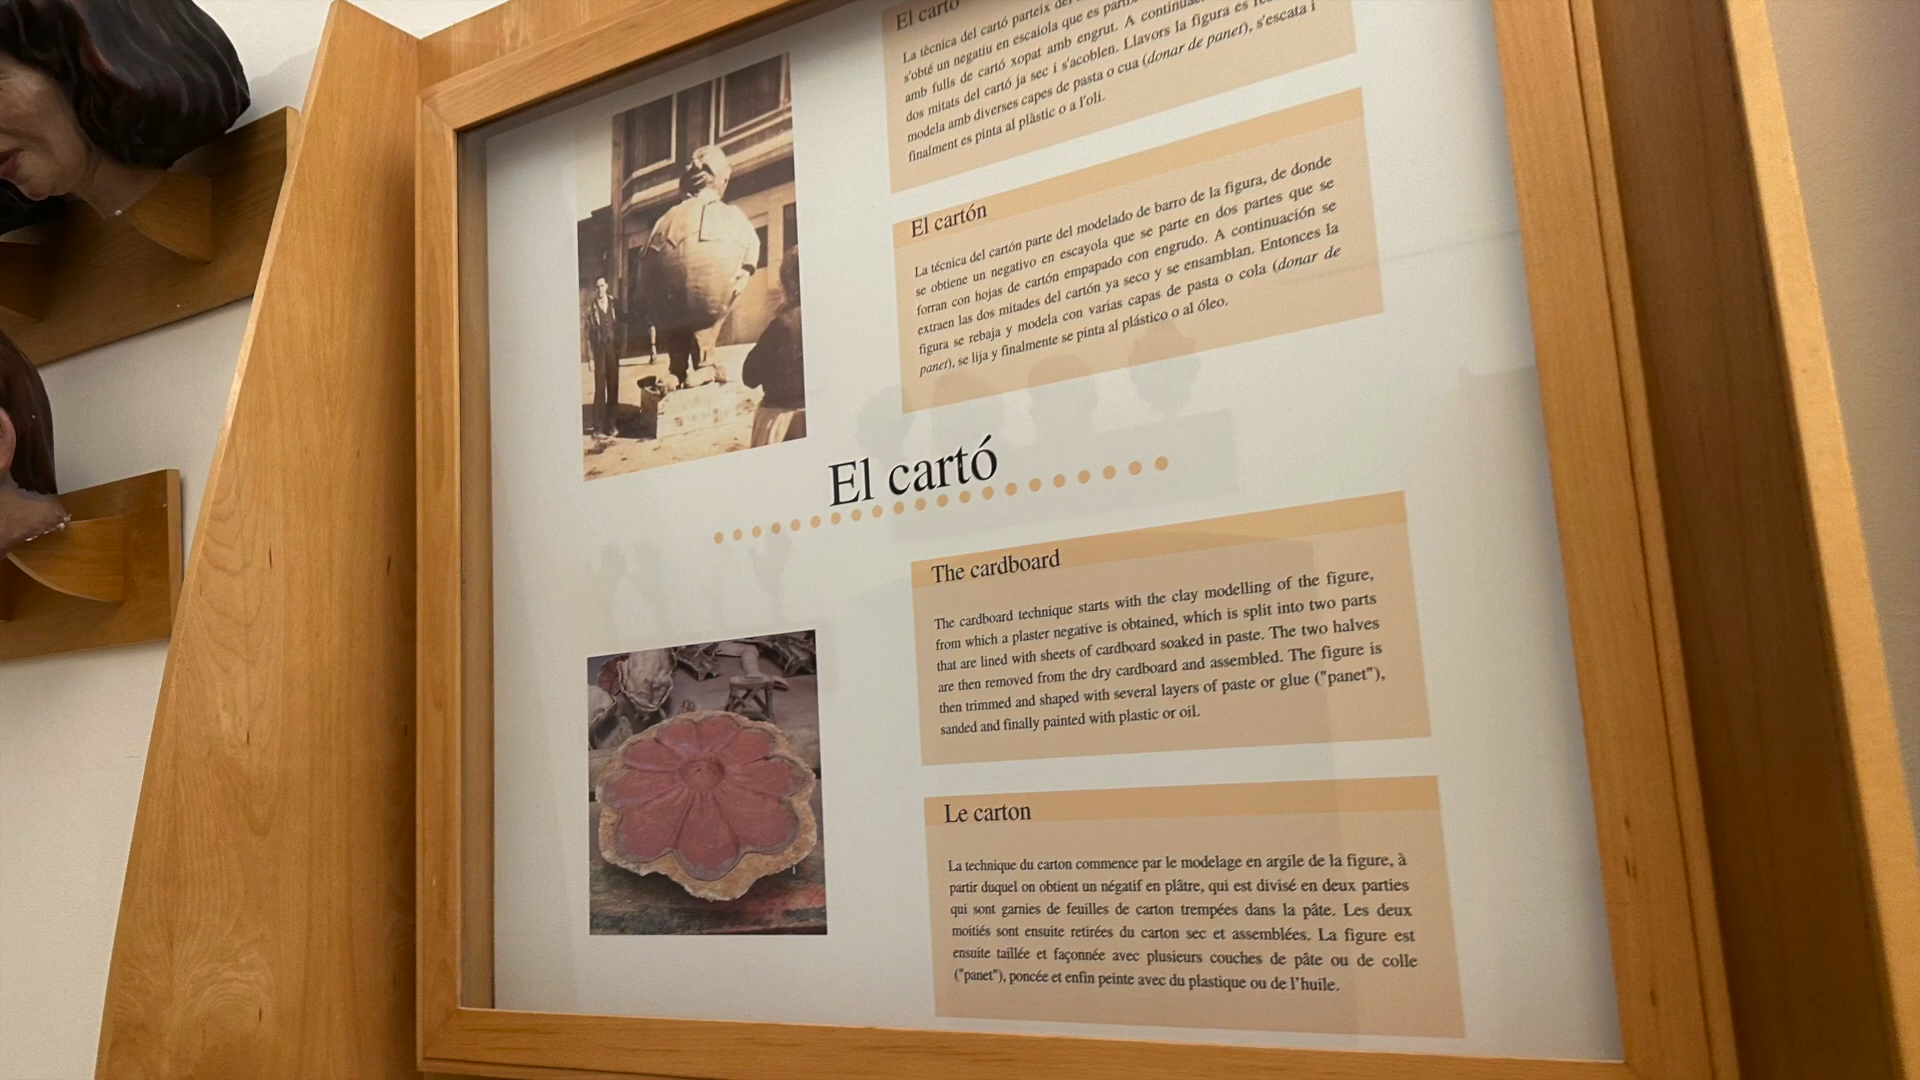 El cartó
La tècnica del cartó parteix del
s'obté un negatiu en escaiola que es
amb fulls de cartó xopat amb engrut. A
dos mitats del cartó ja sec i s'acoblen. Llavors la figura es
modela amb diverses capes de pasta o cua (donar de panet), s'escata i
finalment es pinta al plàstic o a l'oli.
El cartón
La técnica del cartón parte del modelado de barro de la figura, de donde
se obtiene un negativo en escayola que se parte en dos partes que se
forran con hojas de cartón empapado con engrudo. A continuación se
extraen las dos mitades del cartón ya seco y se ensamblan. Entonces la
figura se rebaja y modela con varias capas de pasta o cola (donar de
panet), se lija y finalmente se pinta al plástico o al óleo.
El cartó
The cardboard
The cardboard technique starts with the clay modelling of the figure,
from which a plaster negative is obtained, which is split into two parts
that are lined with sheets of cardboard soaked in paste. The two halves
are then removed from the dry cardboard and assembled. The figure is
then trimmed and shaped with several layers of paste or glue ("panet"),
sanded and finally painted with plastic or oil.
Le carton
La technique du carton commence par le modelage en argile de la figure, à
partir duquel on obtient un négatif en plâtre, qui est divisé en deux parties
qui sont garnies de feuilles de carton trempées dans la pâte. Les deux
moitiés sont ensuite retirées du carton sec et assemblées. La figure est
ensuite taillée et façonnée avec plusieurs couches de pâte ou de colle
("panet"), poncée et enfin peinte avec du plastique ou de l'huile.